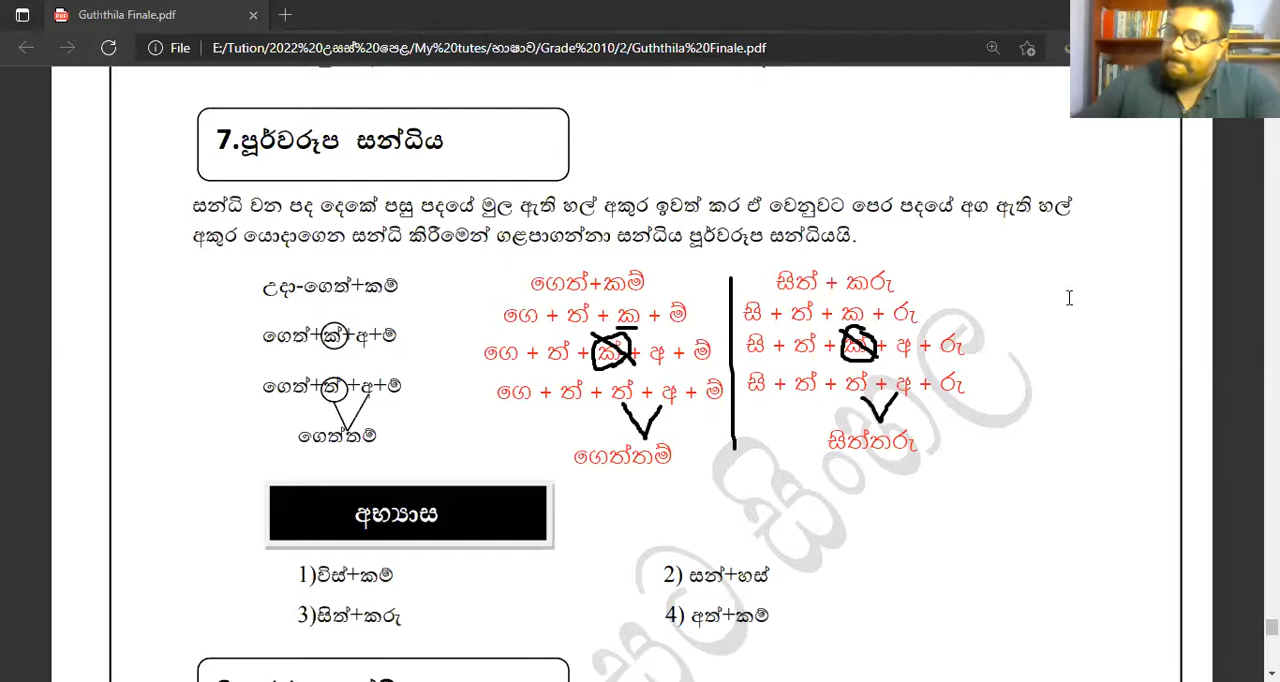 Guththila Finale.pdf
File E:/Tution/2022%20උසස්%20පෙළ/My%20tutes/භාෂාව/Grade%2010/2/Guththila%20Finale.pdf
7.පූර්වරූප සන්ධිය
සන්ධි වන පද දෙකේ පසු පදයේ මුල ඇති හල් අකුර ඉවත් කර ඒ වෙනුවට පෙර පදයේ අග ඇති හල්
අකුර යොදාගෙන සන්ධි කිරීමෙන් ගළපාගන්නා සන්ධිය පූර්වරූප සන්ධියයි.
උදා-ගෙත්+කම්
ගෙත්+ක්+අ+ම්
ගෙත්+ත්+අ+ම්
ගෙත්තම්
ගෙත්+කම්
ගෙ + ත් + ක + ම්
ගෙ + ත් + ක් + අ + ම්
ගෙ + ත් + ත් + අ + ම්
ගෙත්තම්
සිත් + කරු
සි + ත් + ක + රු
සි + ත් + ක් + අ + රු
සි + ත් + ත් + අ + රු
සිත්තරු
අභ්‍යාස
1)විස්+කම් 2) සන්+හස්
3)සිත්+කරු 4) අත්+කම්